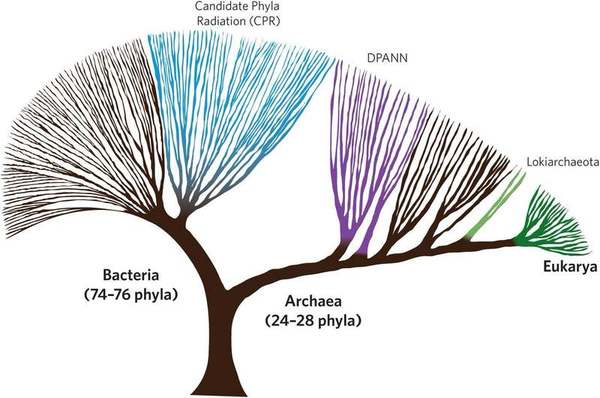 Candidate Phyla
Radiation (CPR)
DPANN
Lokiarchaeota
Eukarya
Bacteria
(74–76 phyla)
Archaea
(24–28 phyla)